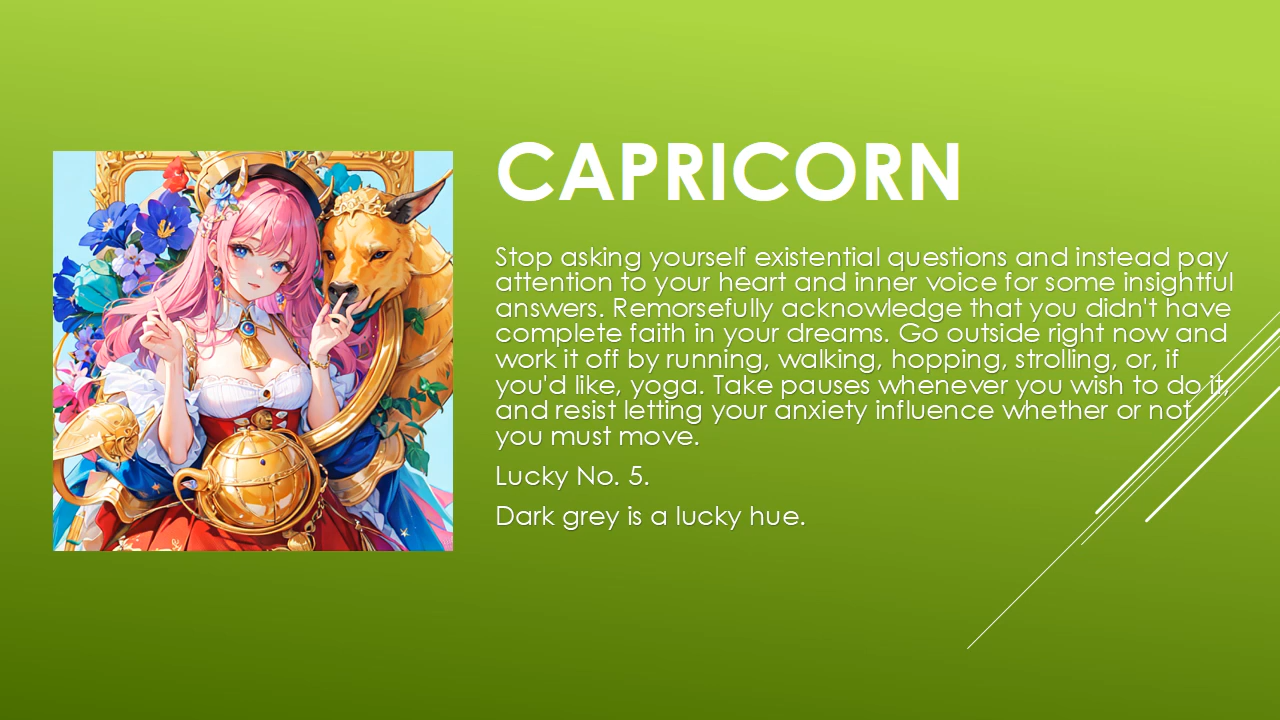 CAPRICORN
Stop asking yourself existential questions and instead pay
attention to your heart and inner voice for some insightful
answers. Remorsefully acknowledge that you didn't have
complete faith in your dreams. Go outside right now and
work it off by running, walking, hopping, strolling, or, if
you'd like, yoga. Take pauses whenever you wish to do it,
and resist letting your anxiety influence whether or not
you must move.
Lucky No. 5.
Dark grey is a lucky hue.